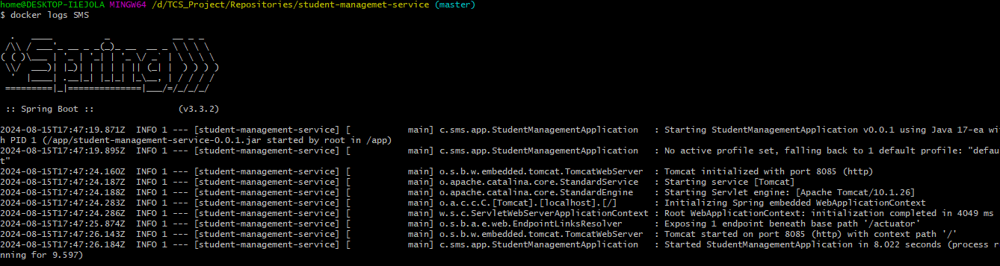 home@DESKTOP-I1EJOLA MINGW64 /d/TCS_Project/Repositories/student-managemet-service (master)
$ docker logs SMS

  .   ____          _            __ _ _
 /\\ / ___'_ __ _ _(_)_ __  __ _ \ \ \ \
( ( )\___ | '_ | '_| | '_ \/ _` | \ \ \ \
 \\/  ___)| |_)| | | | | || (_| |  ) ) ) )
  '  |____| .__|_| |_|_| |_\__, | / / / /
 =========|_|==============|___/=/_/_/_/

 :: Spring Boot ::                (v3.3.2)

2024-08-15T17:47:19.871Z  INFO 1 --- [student-management-service] [           main] c.sms.app.StudentManagementApplication   : Starting StudentManagementApplication v0.0.1 using Java 17-ea wit
h PID 1 (/app/student-management-service-0.0.1.jar started by root in /app)
2024-08-15T17:47:19.895Z  INFO 1 --- [student-management-service] [           main] c.sms.app.StudentManagementApplication   : No active profile set, falling back to 1 default profile: "defau
t"
2024-08-15T17:47:24.160Z  INFO 1 --- [student-management-service] [           main] o.s.b.w.embedded.tomcat.TomcatWebServer  : Tomcat initialized with port 8085 (http)
2024-08-15T17:47:24.187Z  INFO 1 --- [student-management-service] [           main] o.apache.catalina.core.StandardService   : Starting service [Tomcat]
2024-08-15T17:47:24.188Z  INFO 1 --- [student-management-service] [           main] o.apache.catalina.core.StandardEngine    : Starting Servlet engine: [Apache Tomcat/10.1.26]
2024-08-15T17:47:24.283Z  INFO 1 --- [student-management-service] [           main] o.a.c.c.C.[Tomcat].[localhost].[/]       : Initializing Spring embedded WebApplicationContext
2024-08-15T17:47:24.286Z  INFO 1 --- [student-management-service] [           main] w.s.c.ServletWebServerApplicationContext : Root WebApplicationContext: initialization completed in 4049 ms
2024-08-15T17:47:25.874Z  INFO 1 --- [student-management-service] [           main] o.s.b.a.e.web.EndpointLinksResolver      : Exposing 1 endpoint beneath base path '/actuator'
2024-08-15T17:47:26.143Z  INFO 1 --- [student-management-service] [           main] o.s.b.w.embedded.tomcat.TomcatWebServer  : Tomcat started on port 8085 (http) with context path '/'
2024-08-15T17:47:26.184Z  INFO 1 --- [student-management-service] [           main] c.sms.app.StudentManagementApplication   : Started StudentManagementApplication in 8.022 seconds (process r
nning for 9.597)